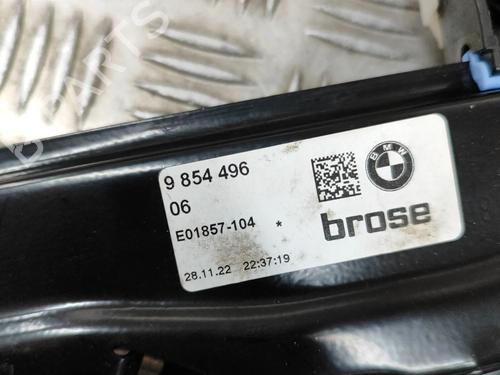 9 854 496
06
E01857-104 *
28.11.22 22:37:19
BMW
brose